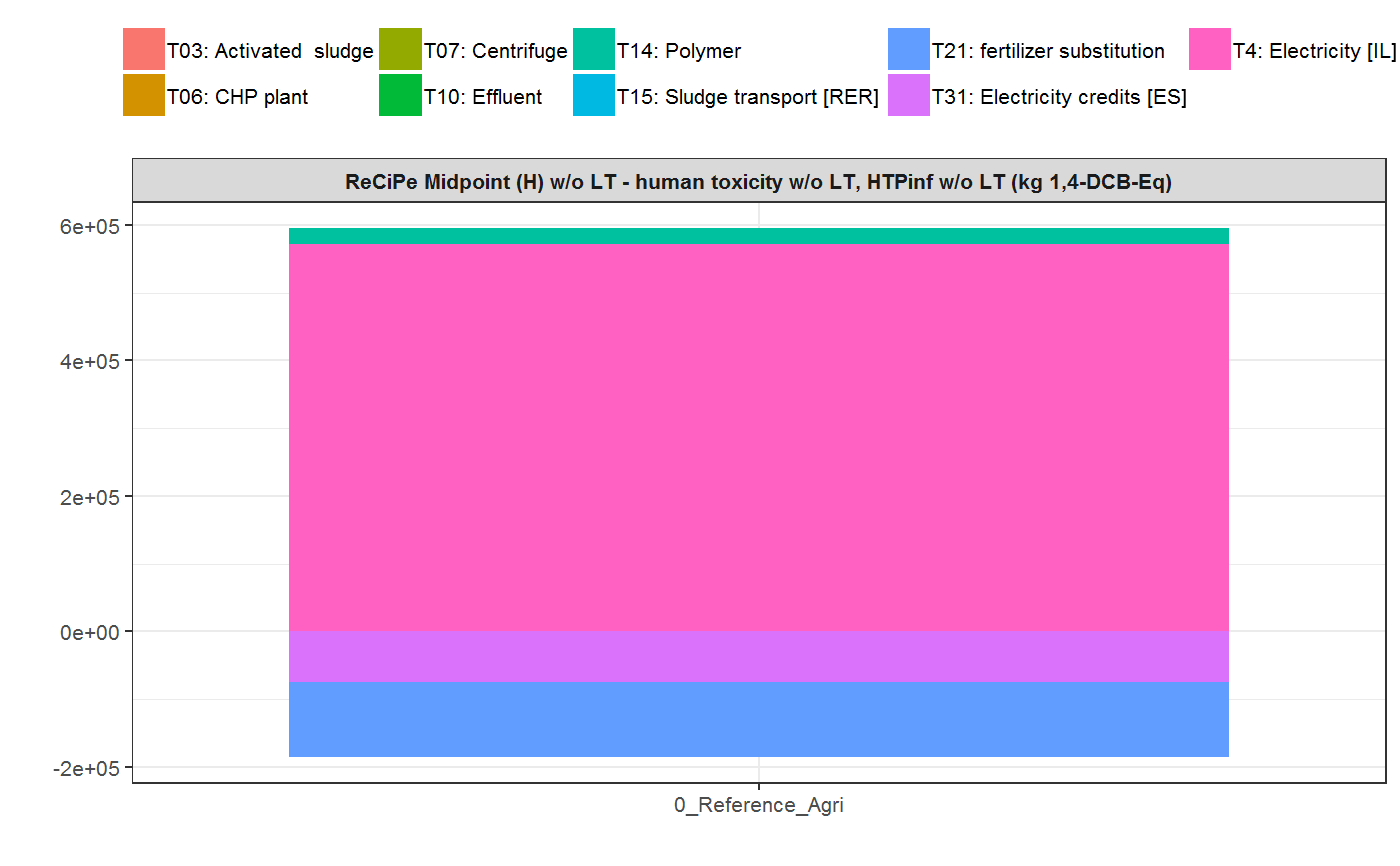 T03: Activated  sludge T07: Centrifuge T14: Polymer T21: fertilizer substitution T4: Electricity [IL]
T06: CHP plant T10: Effluent T15: Sludge transport [RER] T31: Electricity credits [ES]
ReCiPe Midpoint (H) w/o LT - human toxicity w/o LT, HTPinf w/o LT (kg 1,4-DCB-Eq)
6e+05
4e+05
2e+05
0e+00
-2e+05
0_Reference_Agri